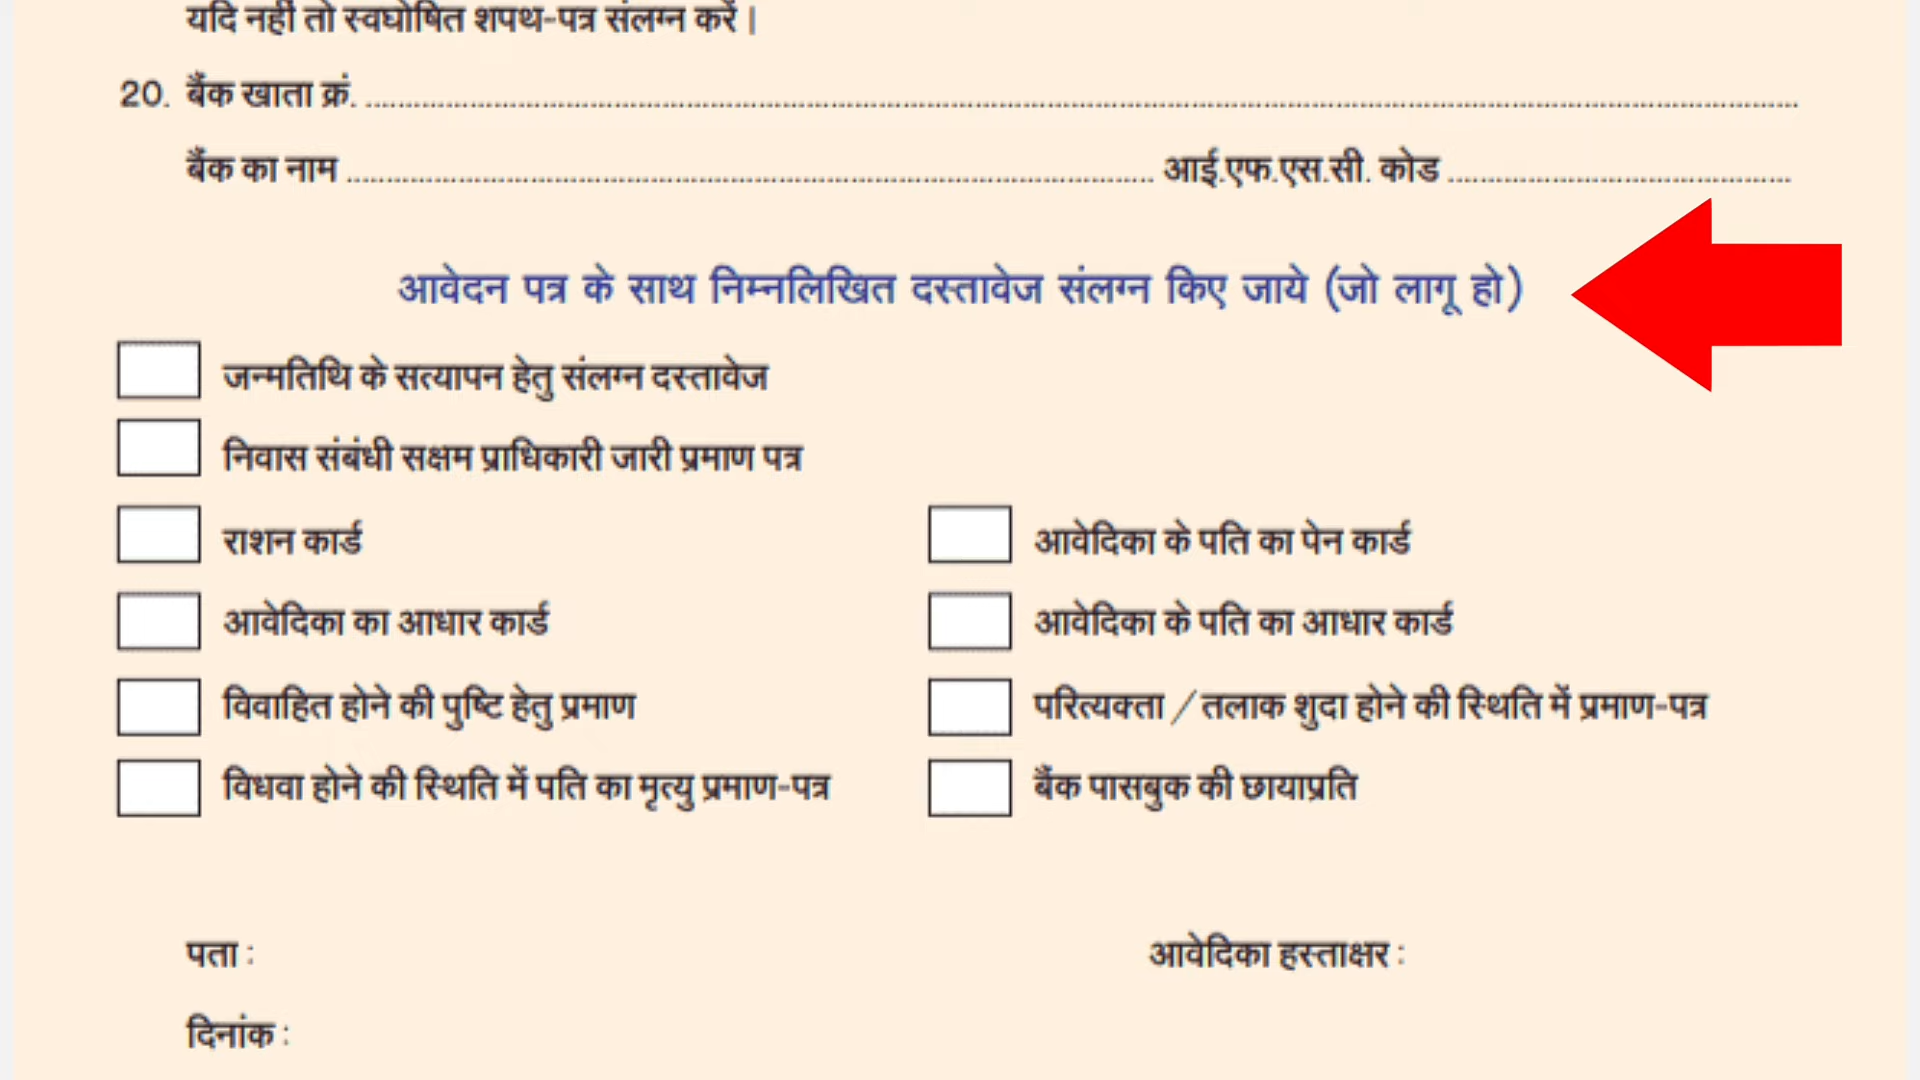 यदि नहीं तो स्वघोषित शपथ-पत्र संलग्न करें।
20. बैंक खाता क्रं. ........................................................................
बैंक का नाम ........................................ आई.एफ.एस.सी. कोड ....................
आवेदन पत्र के साथ निम्नलिखित दस्तावेज संलग्न किए जाये (जो लागू हो)
जन्मतिथि के सत्यापन हेतु संलग्न दस्तावेज
निवास संबंधी सक्षम प्राधिकारी जारी प्रमाण पत्र
राशन कार्ड आवेदिका के पति का पेन कार्ड
आवेदिका का आधार कार्ड आवेदिका के पति का आधार कार्ड
विवाहित होने की पुष्टि हेतु प्रमाण परित्यक्ता / तलाक शुदा होने की स्थिति में प्रमाण-पत्र
विधवा होने की स्थिति में पति का मृत्यु प्रमाण-पत्र बैंक पासबुक की छायाप्रति
पता : आवेदिका हस्ताक्षर :
दिनांक :